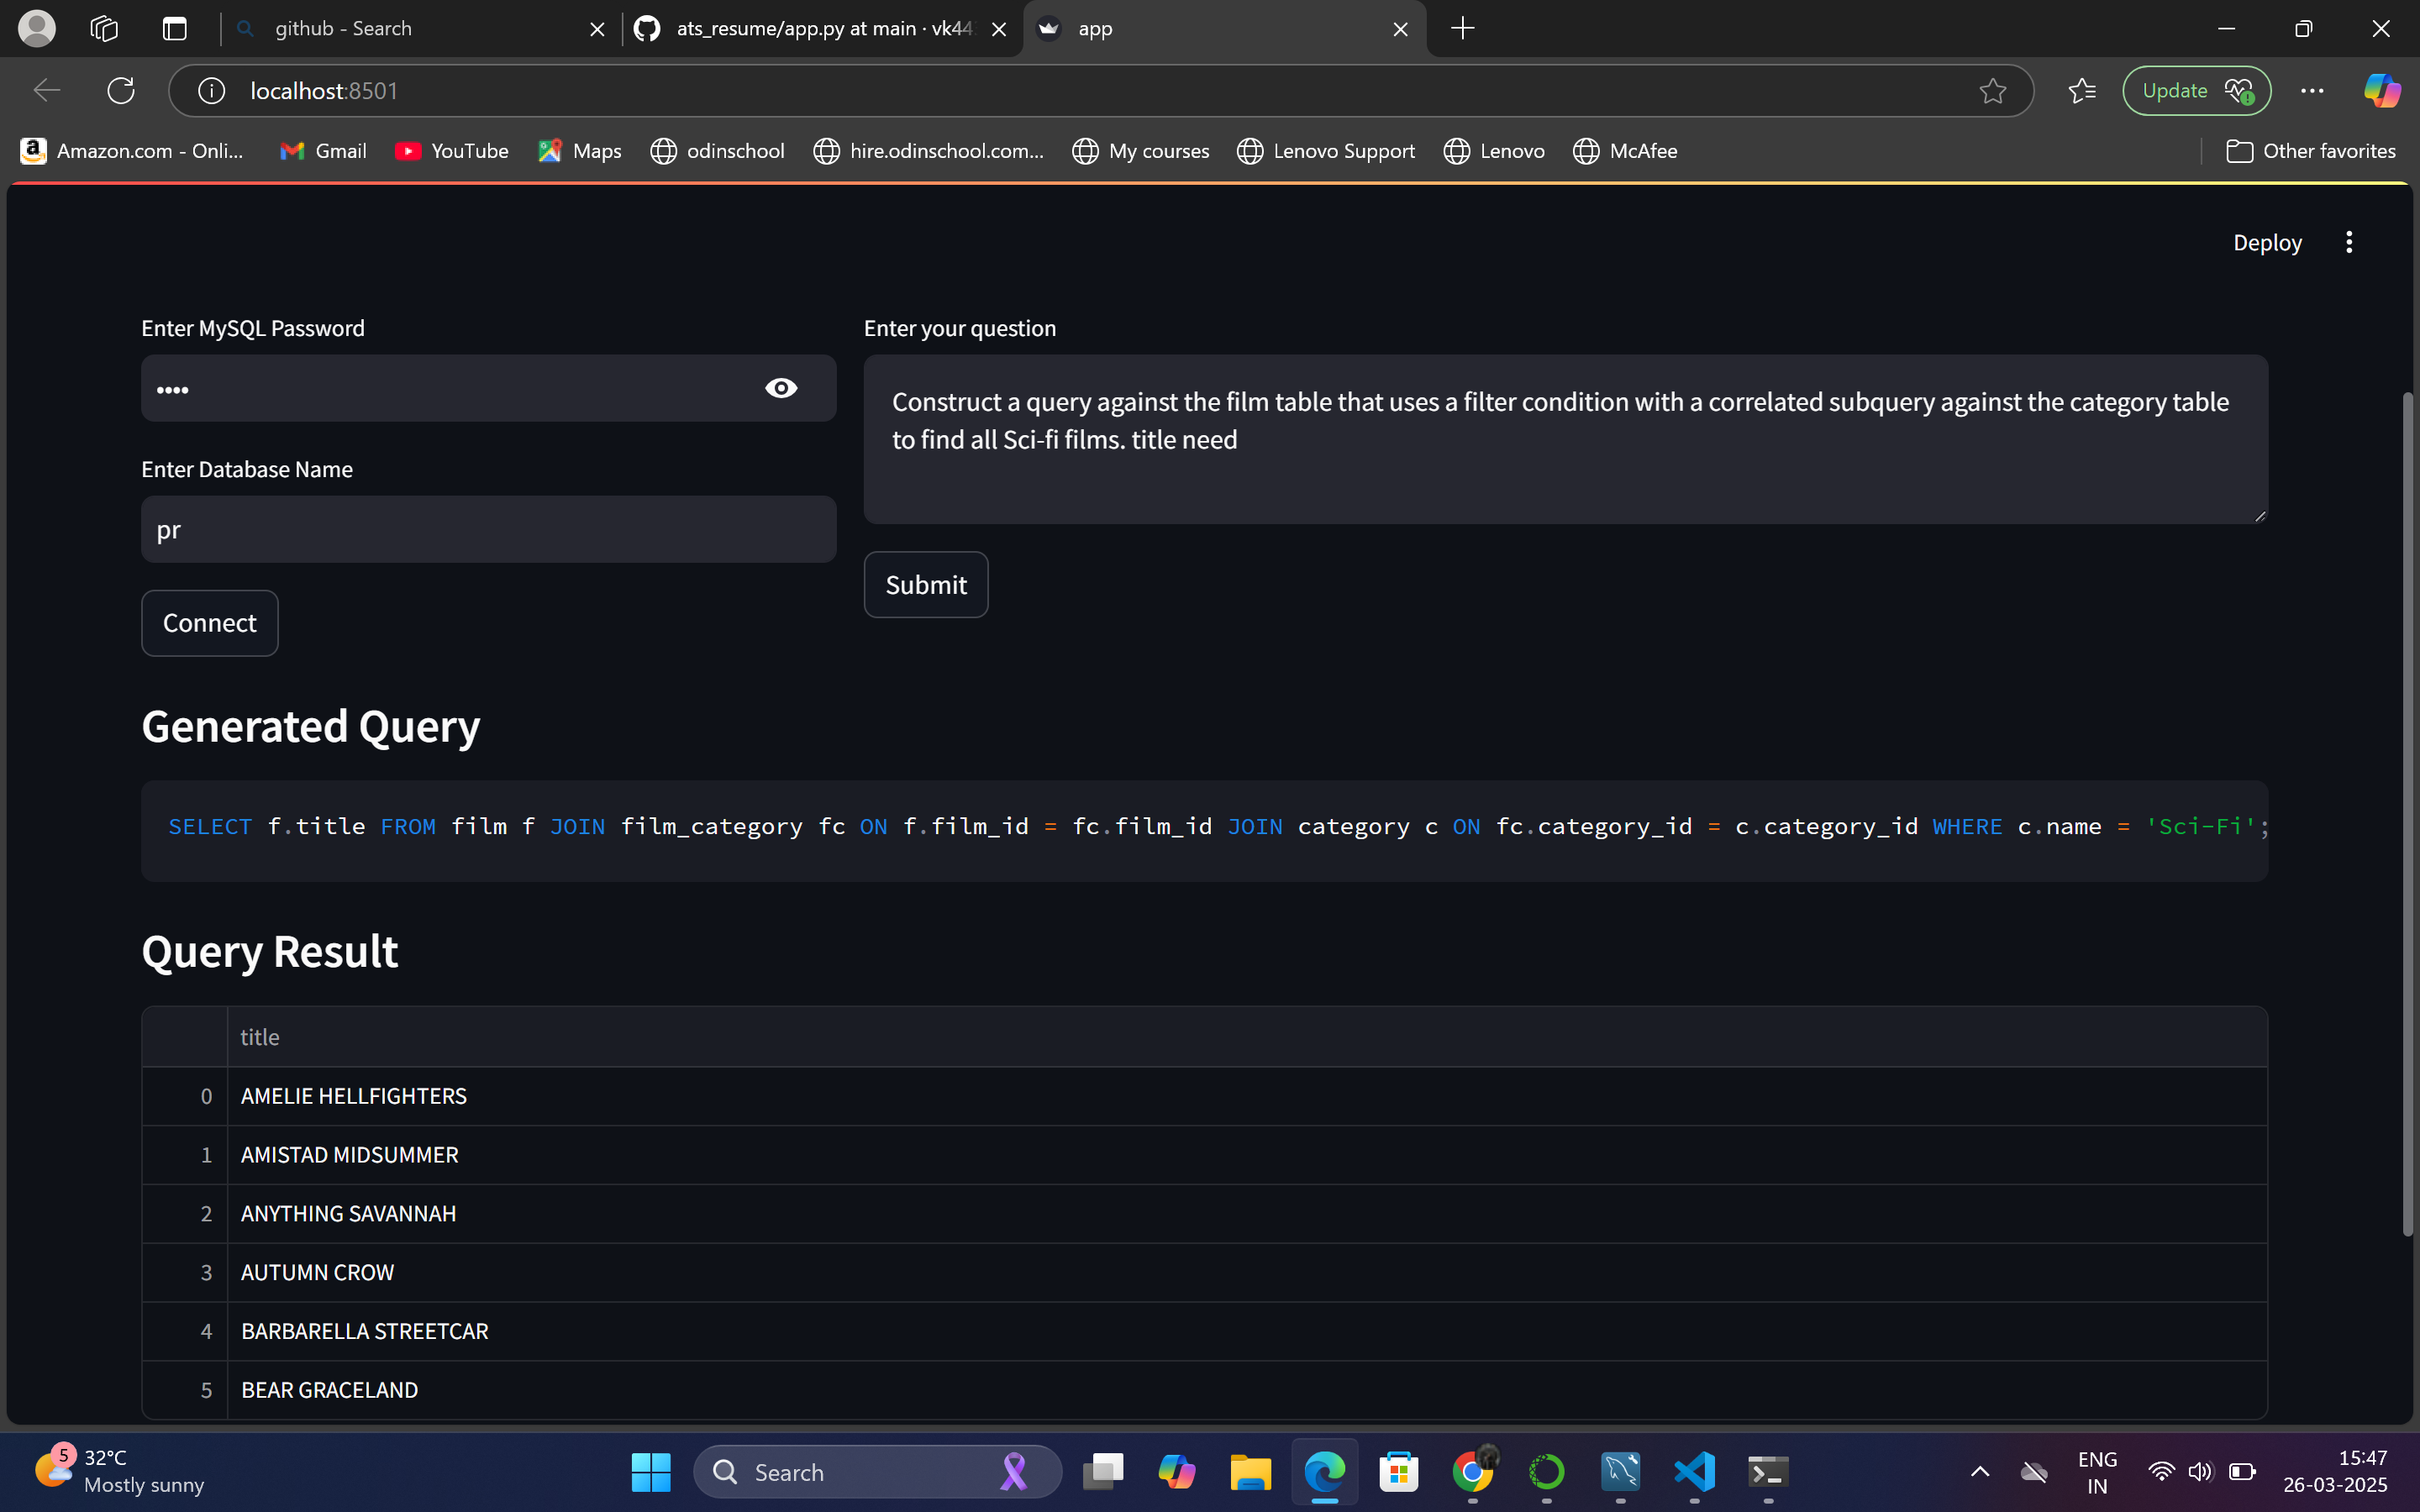 github - Search
ats_resume/app.py at main · vk44
app
localhost:8501
Update
Amazon.com - Onli...
Gmail
YouTube
Maps
odinschool
hire.odinschool.com...
My courses
Lenovo Support
Lenovo
McAfee
Other favorites
Deploy
Enter MySQL Password
••••
Enter Database Name
pr
Connect
Enter your question
Construct a query against the film table that uses a filter condition with a correlated subquery against the category table
to find all Sci-fi films. title need
Submit
Generated Query
SELECT f.title FROM film f JOIN film_category fc ON f.film_id = fc.film_id JOIN category c ON fc.category_id = c.category_id WHERE c.name = 'Sci-Fi';
Query Result
title
0 AMELIE HELLFIGHTERS
1 AMISTAD MIDSUMMER
2 ANYTHING SAVANNAH
3 AUTUMN CROW
4 BARBARELLA STREETCAR
5 BEAR GRACELAND
5
32°C
Mostly sunny
Search
ENG
IN
15:47
26-03-2025